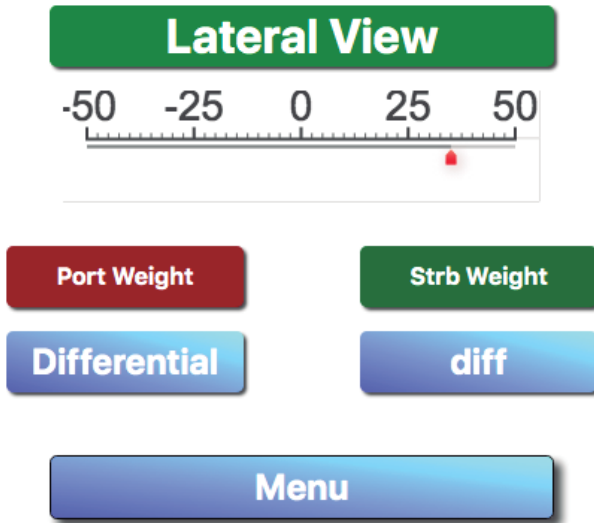 Lateral View
-50 -25 0 25 50
Port Weight Strb Weight
Differential diff
Menu